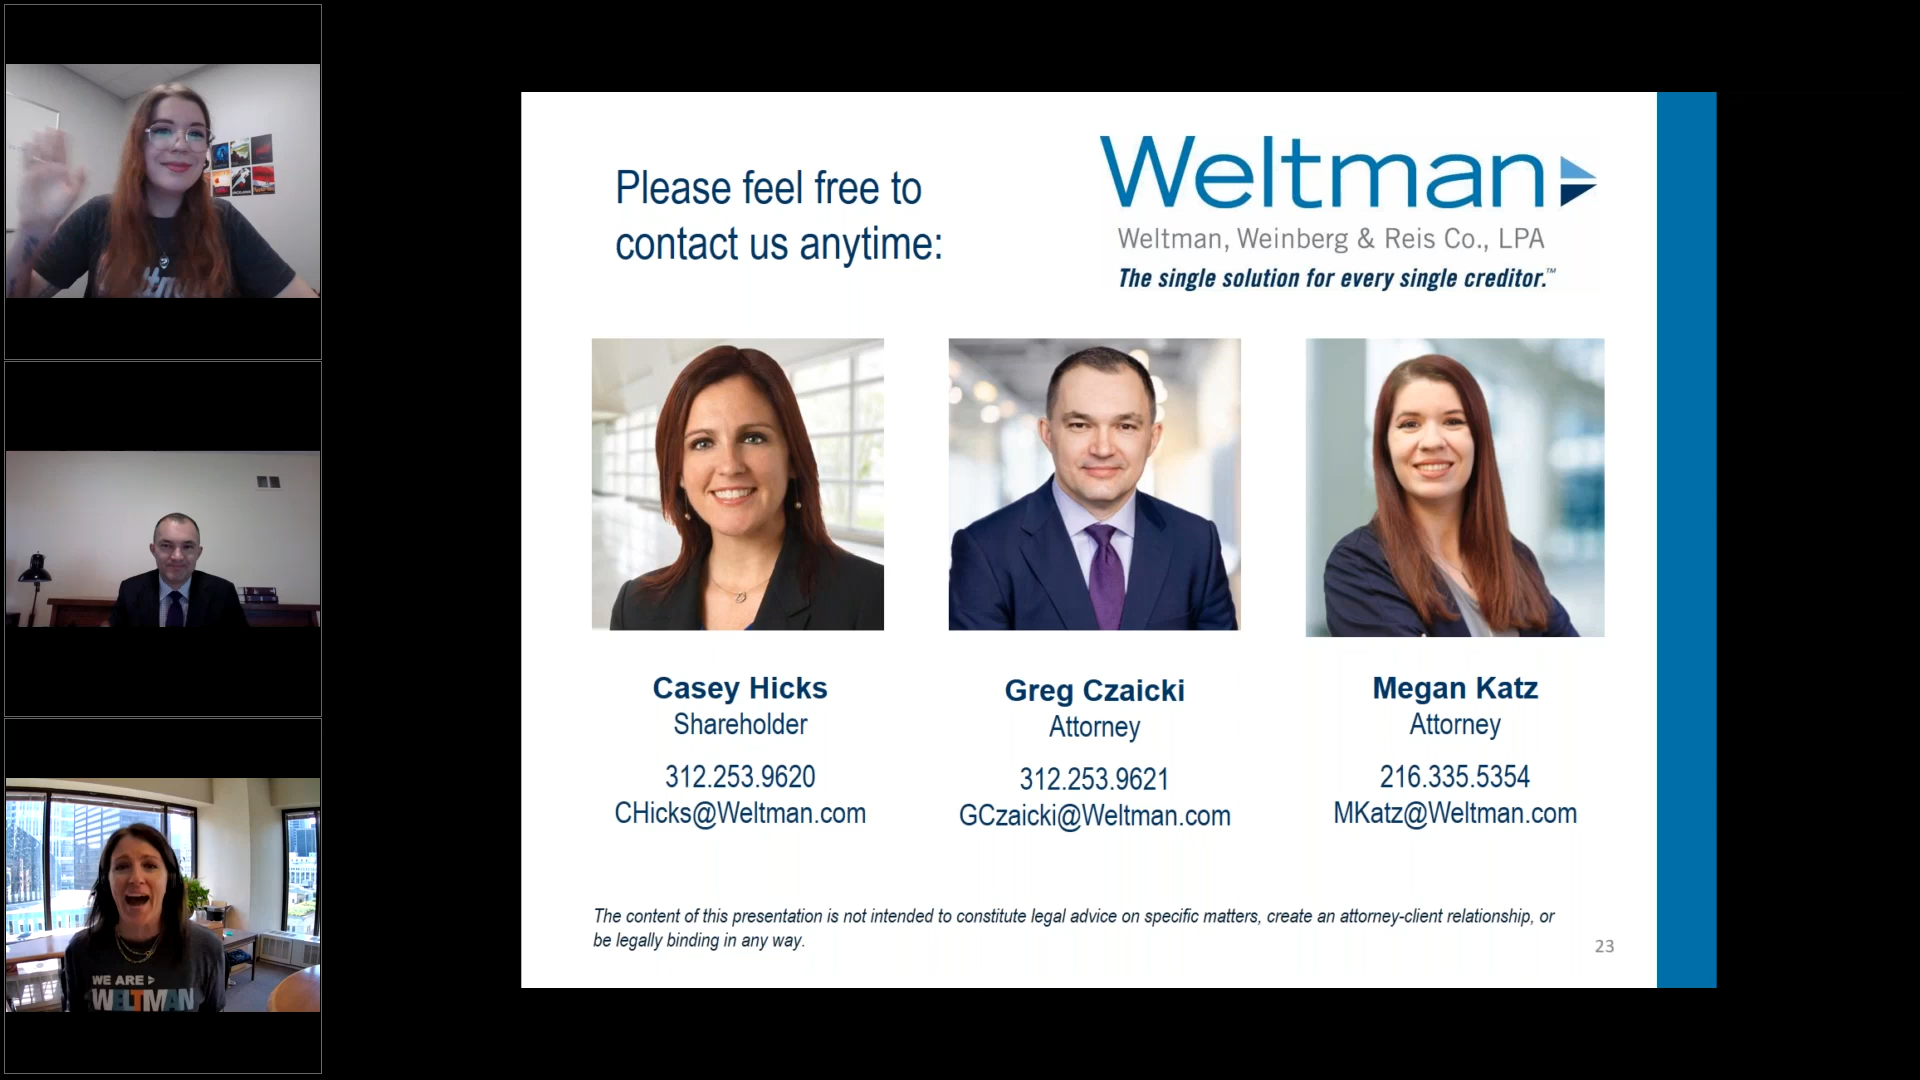 Please feel free to
contact us anytime:
Weltman
Weltman, Weinberg & Reis Co., LPA
The single solution for every single creditor.™
Casey Hicks
Shareholder
312.253.9620
CHicks@Weltman.com
Greg Czaicki
Attorney
312.253.9621
GCzaicki@Weltman.com
Megan Katz
Attorney
216.335.5354
MKatz@Weltman.com
The content of this presentation is not intended to constitute legal advice on specific matters, create an attorney-client relationship, or
be legally binding in any way.
23
WE ARE
WELTMAN